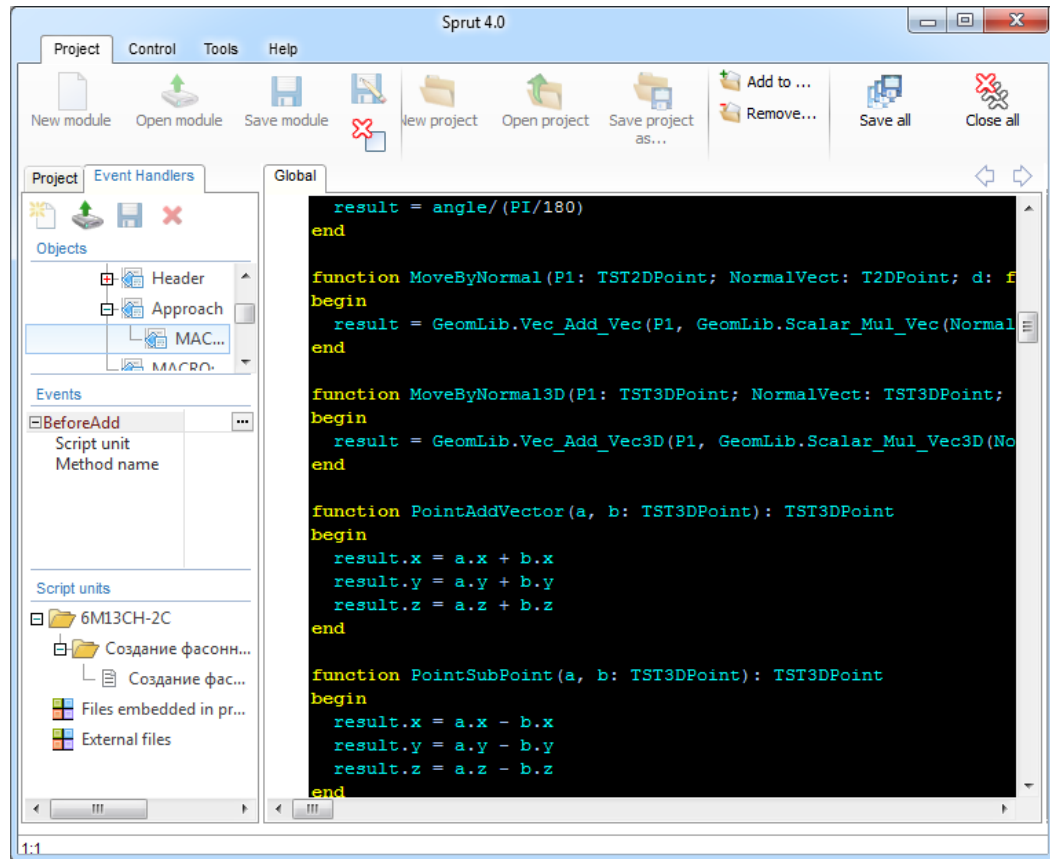 Sprut 4.0
Project Control Tools Help
New module Open module Save module New project Open project Save project as... Add to ... Remove... Save all Close all
Project Event Handlers Global
Objects
Header
Approach
MAC...
MACRO:
Events
BeforeAdd ...
Script unit
Method name
Script units
6M13CH-2C
Создание фасонн...
Создание фас...
Files embedded in pr...
External files
result = angle/(PI/180)
end
function MoveByNormal(P1: TST2DPoint; NormalVect: T2DPoint; d: f
begin
result = GeomLib.Vec_Add_Vec(P1, GeomLib.Scalar_Mul_Vec(Normal
end
function MoveByNormal3D(P1: TST3DPoint; NormalVect: TST3DPoint;
begin
result = GeomLib.Vec_Add_Vec3D(P1, GeomLib.Scalar_Mul_Vec3D(No
end
function PointAddVector(a, b: TST3DPoint): TST3DPoint
begin
result.x = a.x + b.x
result.y = a.y + b.y
result.z = a.z + b.z
end
function PointSubPoint(a, b: TST3DPoint): TST3DPoint
begin
result.x = a.x - b.x
result.y = a.y - b.y
result.z = a.z - b.z
end
1:1